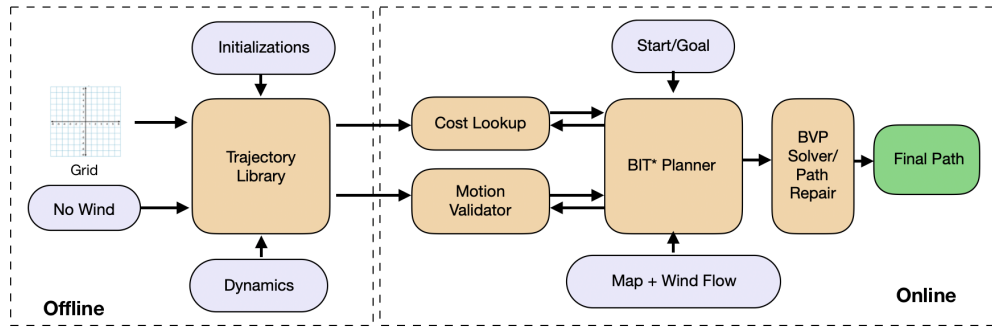 Initializations
Start/Goal
Grid
No Wind
Trajectory
Library
Dynamics
Offline
Cost Lookup
Motion
Validator
BIT* Planner
BVP
Solver/
Path
Repair
Final Path
Map + Wind Flow
Online